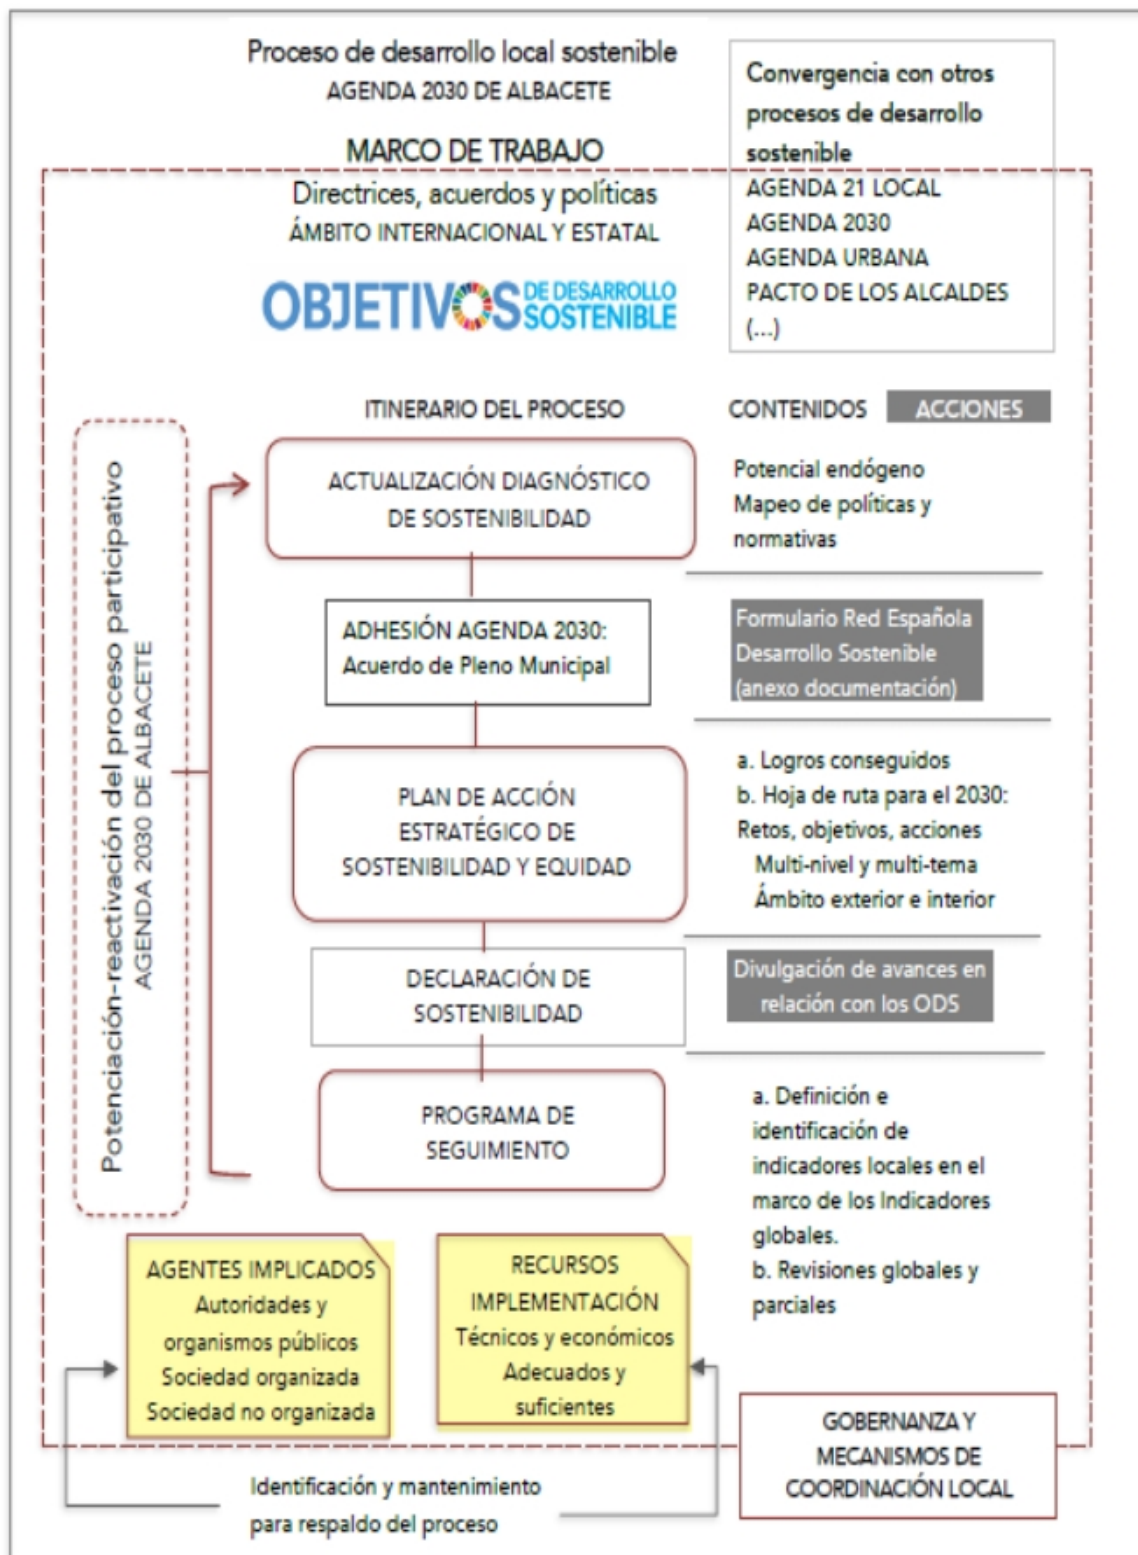 Proceso de desarrollo local sostenible
AGENDA 2030 DE ALBACETE
MARCO DE TRABAJO
Directrices, acuerdos y políticas
ÁMBITO INTERNACIONAL Y ESTATAL
OBJETIVOS DE DESARROLLO
SOSTENIBLE
Convergencia con otros
procesos de desarrollo
sostenible
AGENDA 21 LOCAL
AGENDA 2030
AGENDA URBANA
PACTO DE LOS ALCALDES
(...)
ITINERARIO DEL PROCESO
CONTENIDOS
ACCIONES
Potenciación-reactivación del proceso participativo
AGENDA 2030 DE ALBACETE
ACTUALIZACIÓN DIAGNÓSTICO
DE SOSTENIBILIDAD
Potencial endógeno
Mapeo de políticas y
normativas
ADHESIÓN AGENDA 2030:
Acuerdo de Pleno Municipal
Formulario Red Española
Desarrollo Sostenible
(anexo documentación)
PLAN DE ACCIÓN
ESTRATÉGICO DE
SOSTENIBILIDAD Y EQUIDAD
a. Logros conseguidos
b. Hoja de ruta para el 2030:
Retos, objetivos, acciones
Multi-nivel y multi-tema
Ámbito exterior e interior
DECLARACIÓN DE
SOSTENIBILIDAD
Divulgación de avances en
relación con los ODS
PROGRAMA DE
SEGUIMIENTO
a. Definición e
identificación de
indicadores locales en el
marco de los Indicadores
globales.
b. Revisiones globales y
parciales
AGENTES IMPLICADOS
Autoridades y
organismos públicos
Sociedad organizada
Sociedad no organizada
RECURSOS
IMPLEMENTACIÓN
Técnicos y económicos
Adecuados y
suficientes
GOBERNANZA Y
MECANISMOS DE
COORDINACIÓN LOCAL
Identificación y mantenimiento
para respaldo del proceso